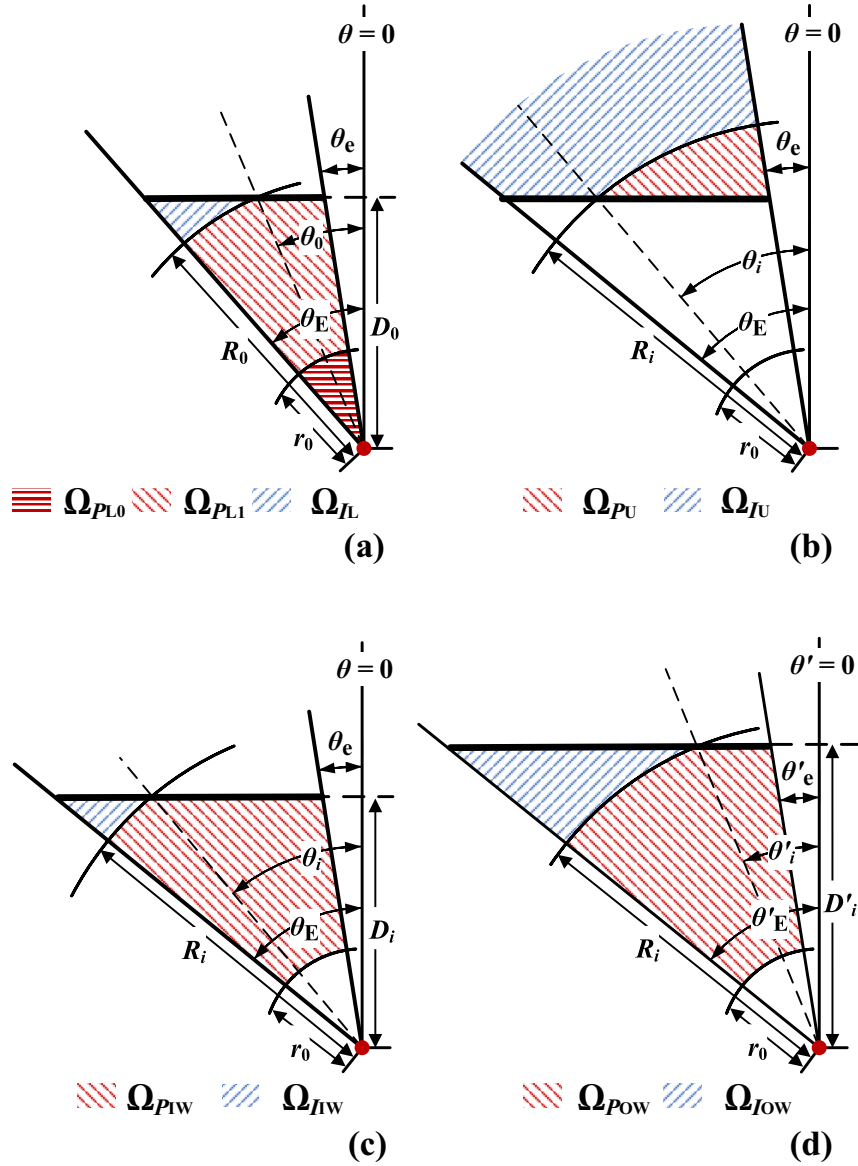 θ = 0
θe
θ0
θE
D0
R0
r0
ΩPL0 ΩPL1 ΩIL
(a)
θ = 0
θe
θi
θE
Ri
r0
ΩPU ΩIU
(b)
θ = 0
θe
θi
θE
Di
Ri
r0
ΩPIW ΩIIW
(c)
θ′ = 0
θ′e
θ′i
θ′E
D′i
Ri
r0
ΩPOW ΩIOW
(d)